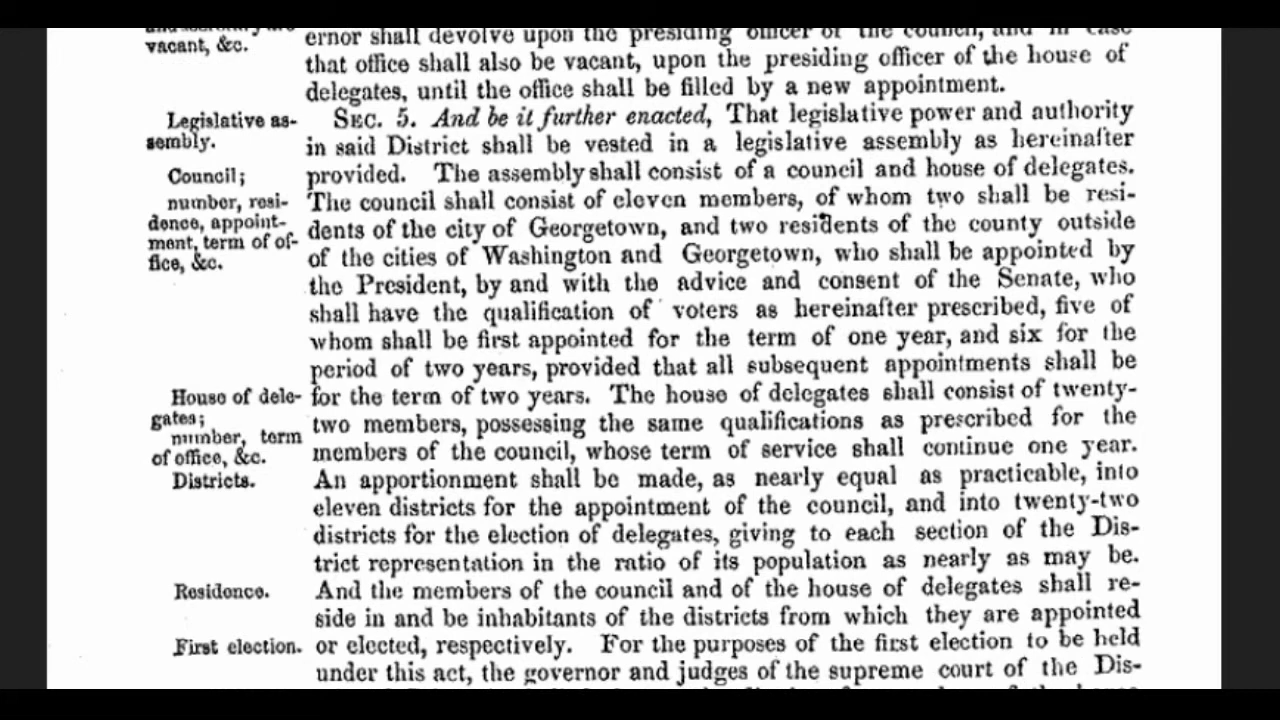 vacant, &c.
ernor shall devolve upon the presiding officer of the council, and in case
that office shall also be vacant, upon the presiding officer of the house of
delegates, until the office shall be filled by a new appointment.
Legislative as-
sembly.
SEC. 5. And be it further enacted, That legislative power and authority
in said District shall be vested in a legislative assembly as hereinafter
Council;
number, resi-
dence, appoint-
ment, term of of-
fice, &c.
provided. The assembly shall consist of a council and house of delegates.
The council shall consist of eleven members, of whom two shall be resi-
dents of the city of Georgetown, and two residents of the county outside
of the cities of Washington and Georgetown, who shall be appointed by
the President, by and with the advice and consent of the Senate, who
shall have the qualification of voters as hereinafter prescribed, five of
whom shall be first appointed for the term of one year, and six for the
period of two years, provided that all subsequent appointments shall be
House of dele-
gates;
number, term
of office, &c.
for the term of two years. The house of delegates shall consist of twenty-
two members, possessing the same qualifications as prescribed for the
members of the council, whose term of service shall continue one year.
Districts.
An apportionment shall be made, as nearly equal as practicable, into
eleven districts for the appointment of the council, and into twenty-two
districts for the election of delegates, giving to each section of the Dis-
trict representation in the ratio of its population as nearly as may be.
Residence.
And the members of the council and of the house of delegates shall re-
side in and be inhabitants of the districts from which they are appointed
First election.
or elected, respectively. For the purposes of the first election to be held
under this act, the governor and judges of the supreme court of the Dis-